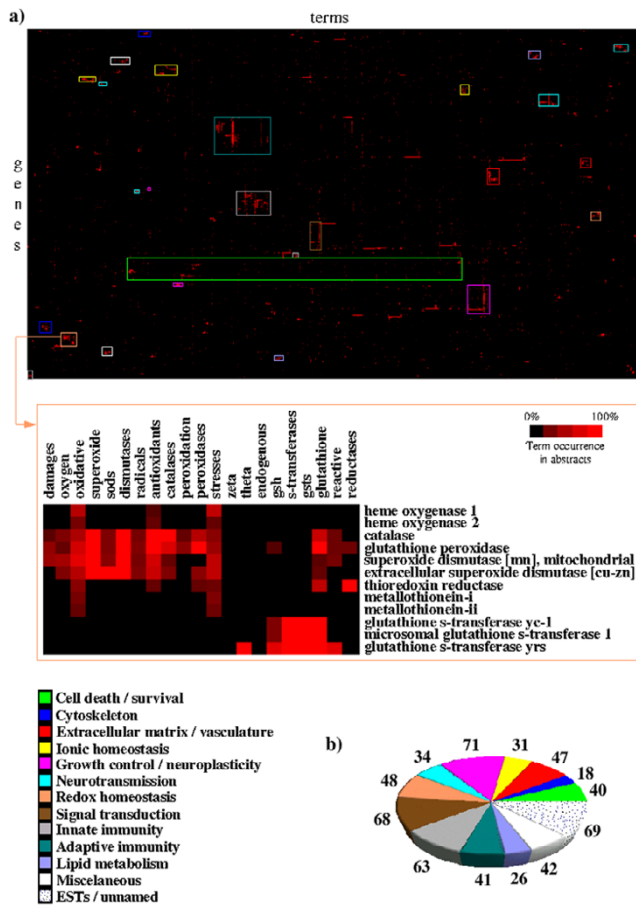 a)
terms
genes
0% 100%
Term occurrence
in abstracts
damages
oxygen
oxidative
superoxide
sods
dismutases
radicals
antioxidants
catalases
peroxidation
peroxidases
stresses
zeta
theta
endogenous
gsh
s-transferases
gsts
glutathione
reactive
reductases
heme oxygenase 1
heme oxygenase 2
catalase
glutathione peroxidase
superoxide dismutase [mn], mitochondrial
extracellular superoxide dismutase [cu-zn]
thioredoxin reductase
metallothionein-i
metallothionein-ii
glutathione s-transferase yc-1
microsomal glutathione s-transferase 1
glutathione s-transferase yrs
Cell death / survival
Cytoskeleton
Extracellular matrix / vasculature
Ionic homeostasis
Growth control / neuroplasticity
Neurotransmission
Redox homeostasis
Signal transduction
Innate immunity
Adaptive immunity
Lipid metabolism
Miscelaneous
ESTs / unnamed
b)
71
31
47
18
40
69
42
26
41
63
68
48
34